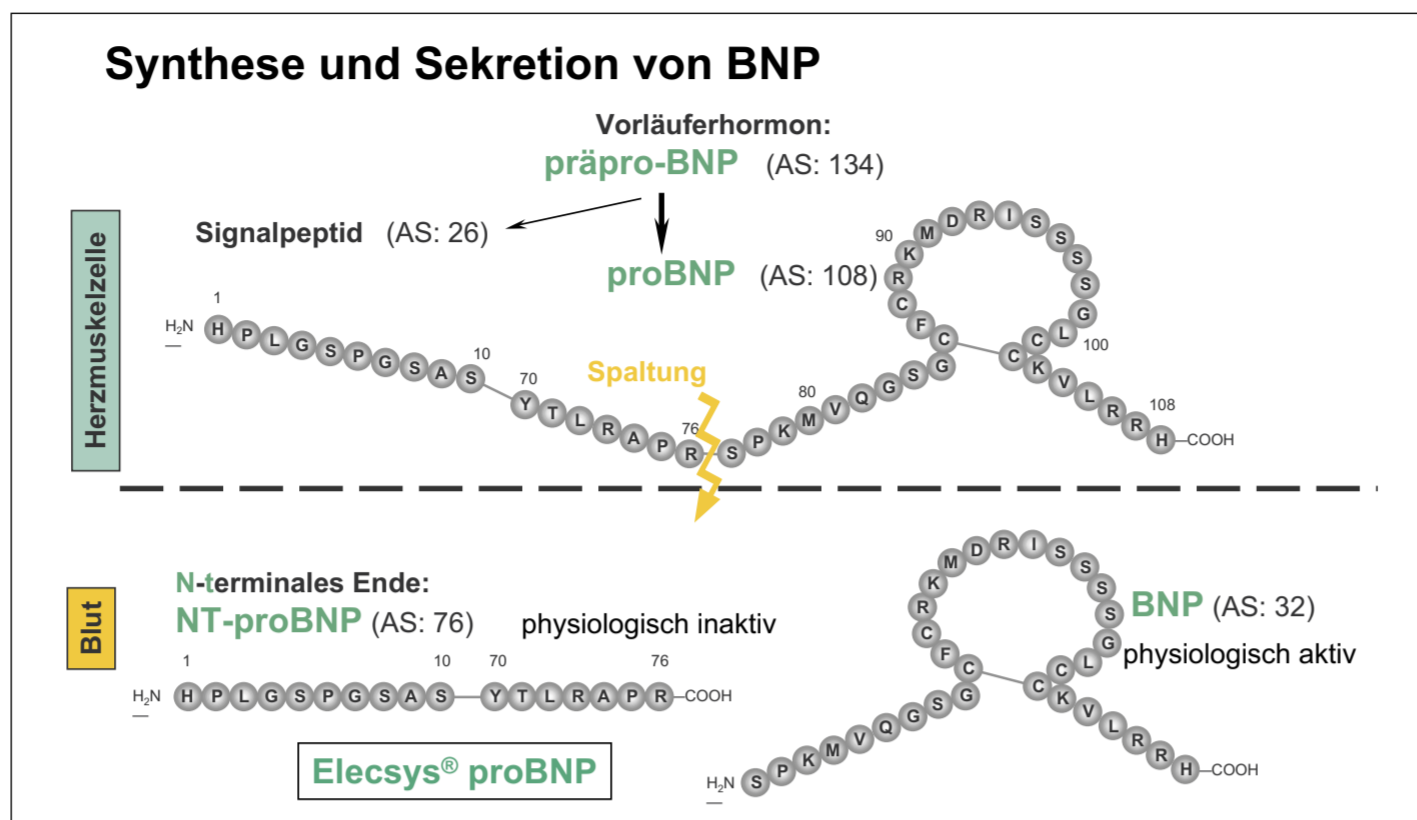 Synthese und Sekretion von BNP
Vorläuferhormon:
präpro-BNP (AS: 134)
Signalpeptid (AS: 26)
proBNP (AS: 108)
Herzmuskelzelle
1
10
70
76
80
90
100
108
H₂N H P L G S P G S A S Y T L R A P R S P K M V Q G S G C F C R K M D R I S S S S G L C C K V L R R H COOH
Spaltung
Blut
N-terminales Ende:
NT-proBNP (AS: 76) physiologisch inaktiv
1 10 70 76
H₂N H P L G S P G S A S Y T L R A P R COOH
Elecsys® proBNP
BNP (AS: 32)
physiologisch aktiv
H₂N S P K M V Q G S G C F C R K M D R I S S S S G L C C K V L R R H COOH